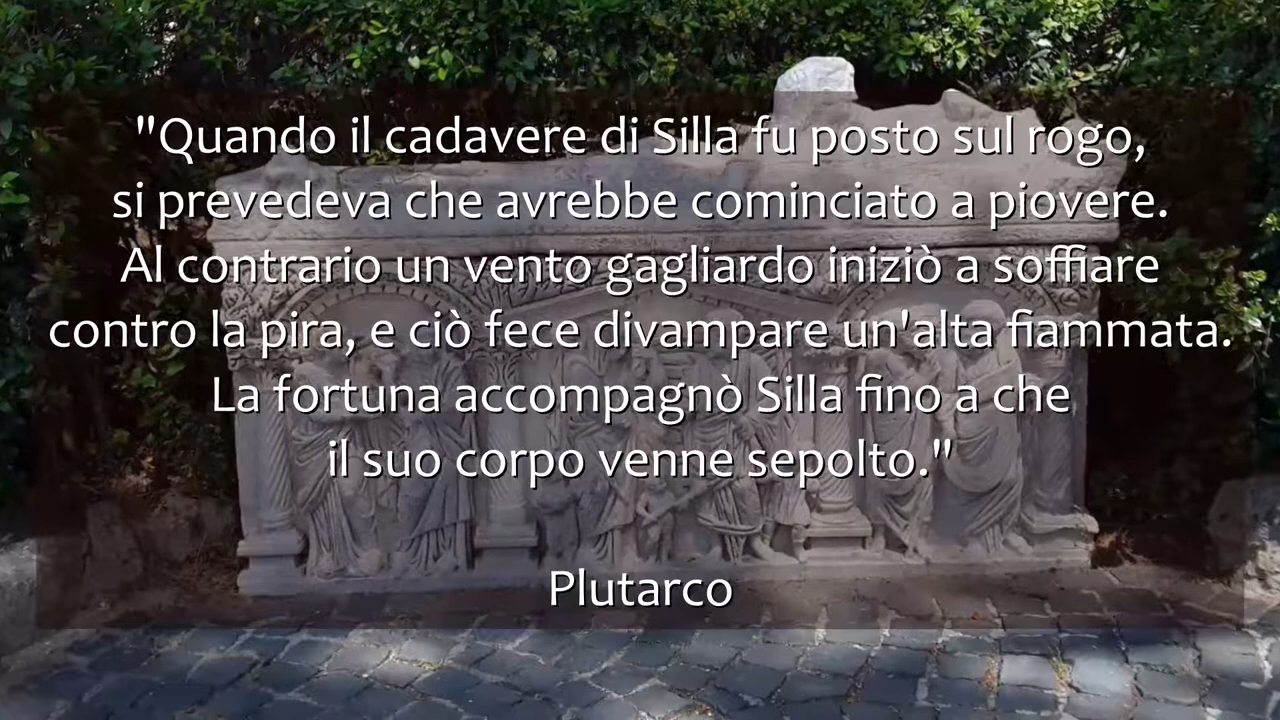 "Quando il cadavere di Silla fu posto sul rogo,
si prevedeva che avrebbe cominciato a piovere.
Al contrario un vento gagliardo iniziò a soffiare
contro la pira, e ciò fece divampare un'alta fiammata.
La fortuna accompagnò Silla fino a che
il suo corpo venne sepolto."
Plutarco